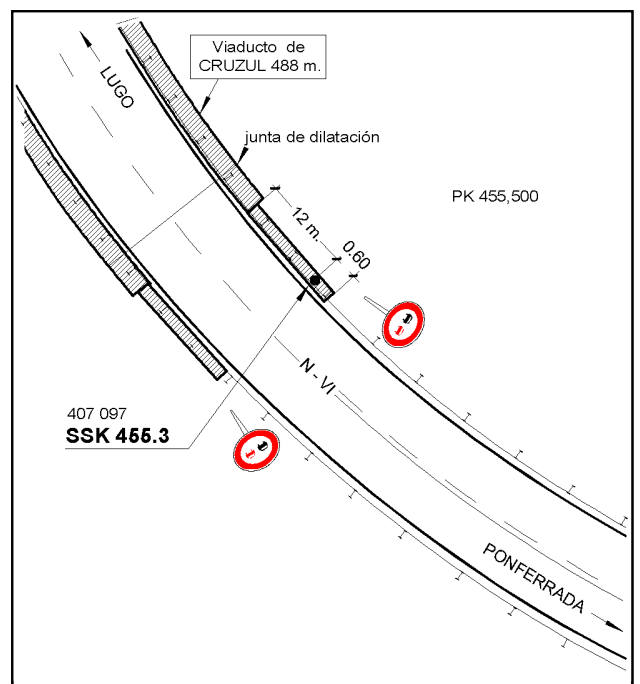 Viaducto de
CRUZUL 488 m.
LUGO
junta de dilatación
PK 455,500
12 m.
0.60
N - VI
407 097
SSK 455.3
PONFERRADA